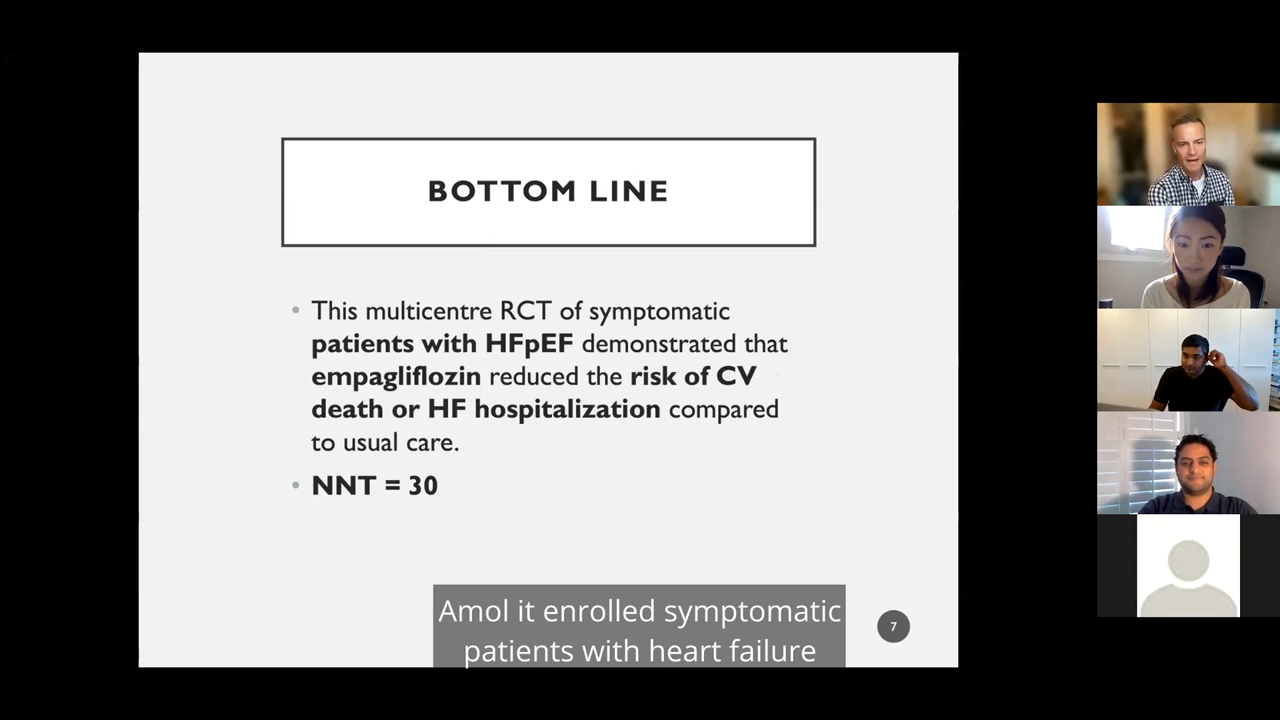 BOTTOM LINE
• This multicentre RCT of symptomatic
patients with HFpEF demonstrated that
empagliflozin reduced the risk of CV
death or HF hospitalization compared
to usual care.
• NNT = 30
Amol it enrolled symptomatic
patients with heart failure
7